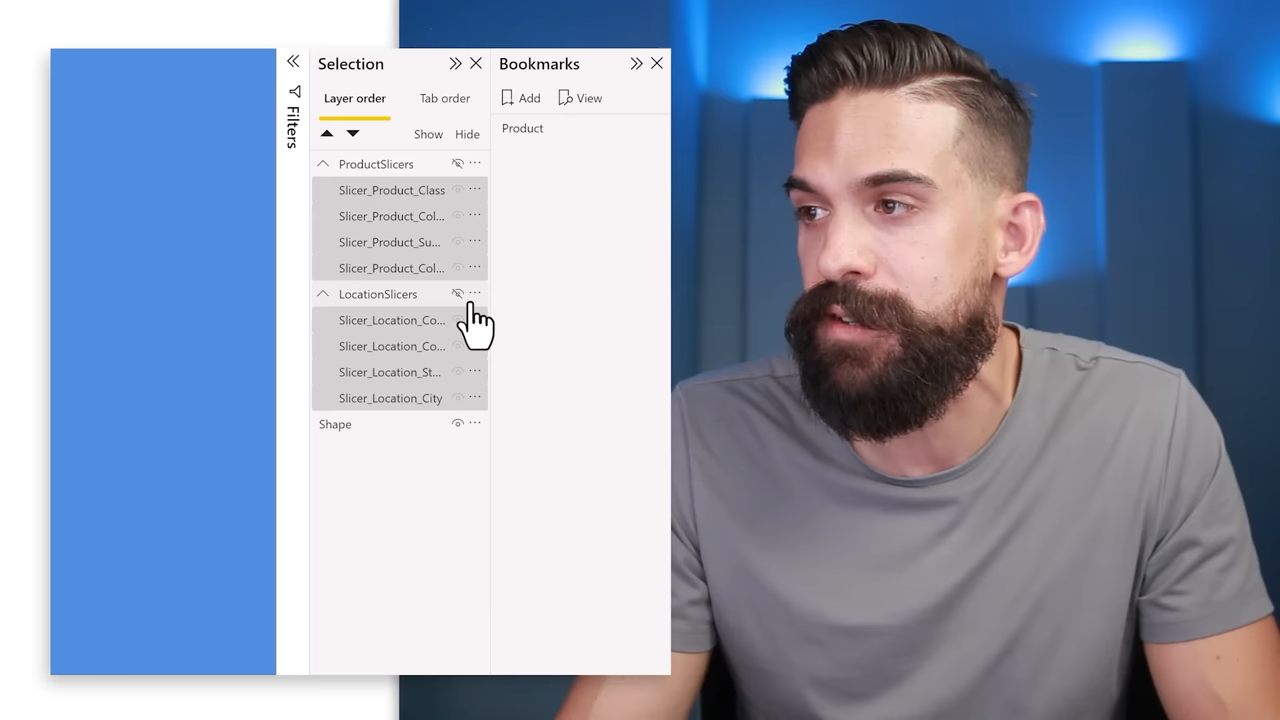 Filters
Selection
Layer order Tab order
Show Hide
ProductSlicers
Slicer_Product_Class
Slicer_Product_Col...
Slicer_Product_Su...
Slicer_Product_Col...
LocationSlicers
Slicer_Location_Co...
Slicer_Location_Co...
Slicer_Location_St...
Slicer_Location_City
Shape
Bookmarks
Add View
Product